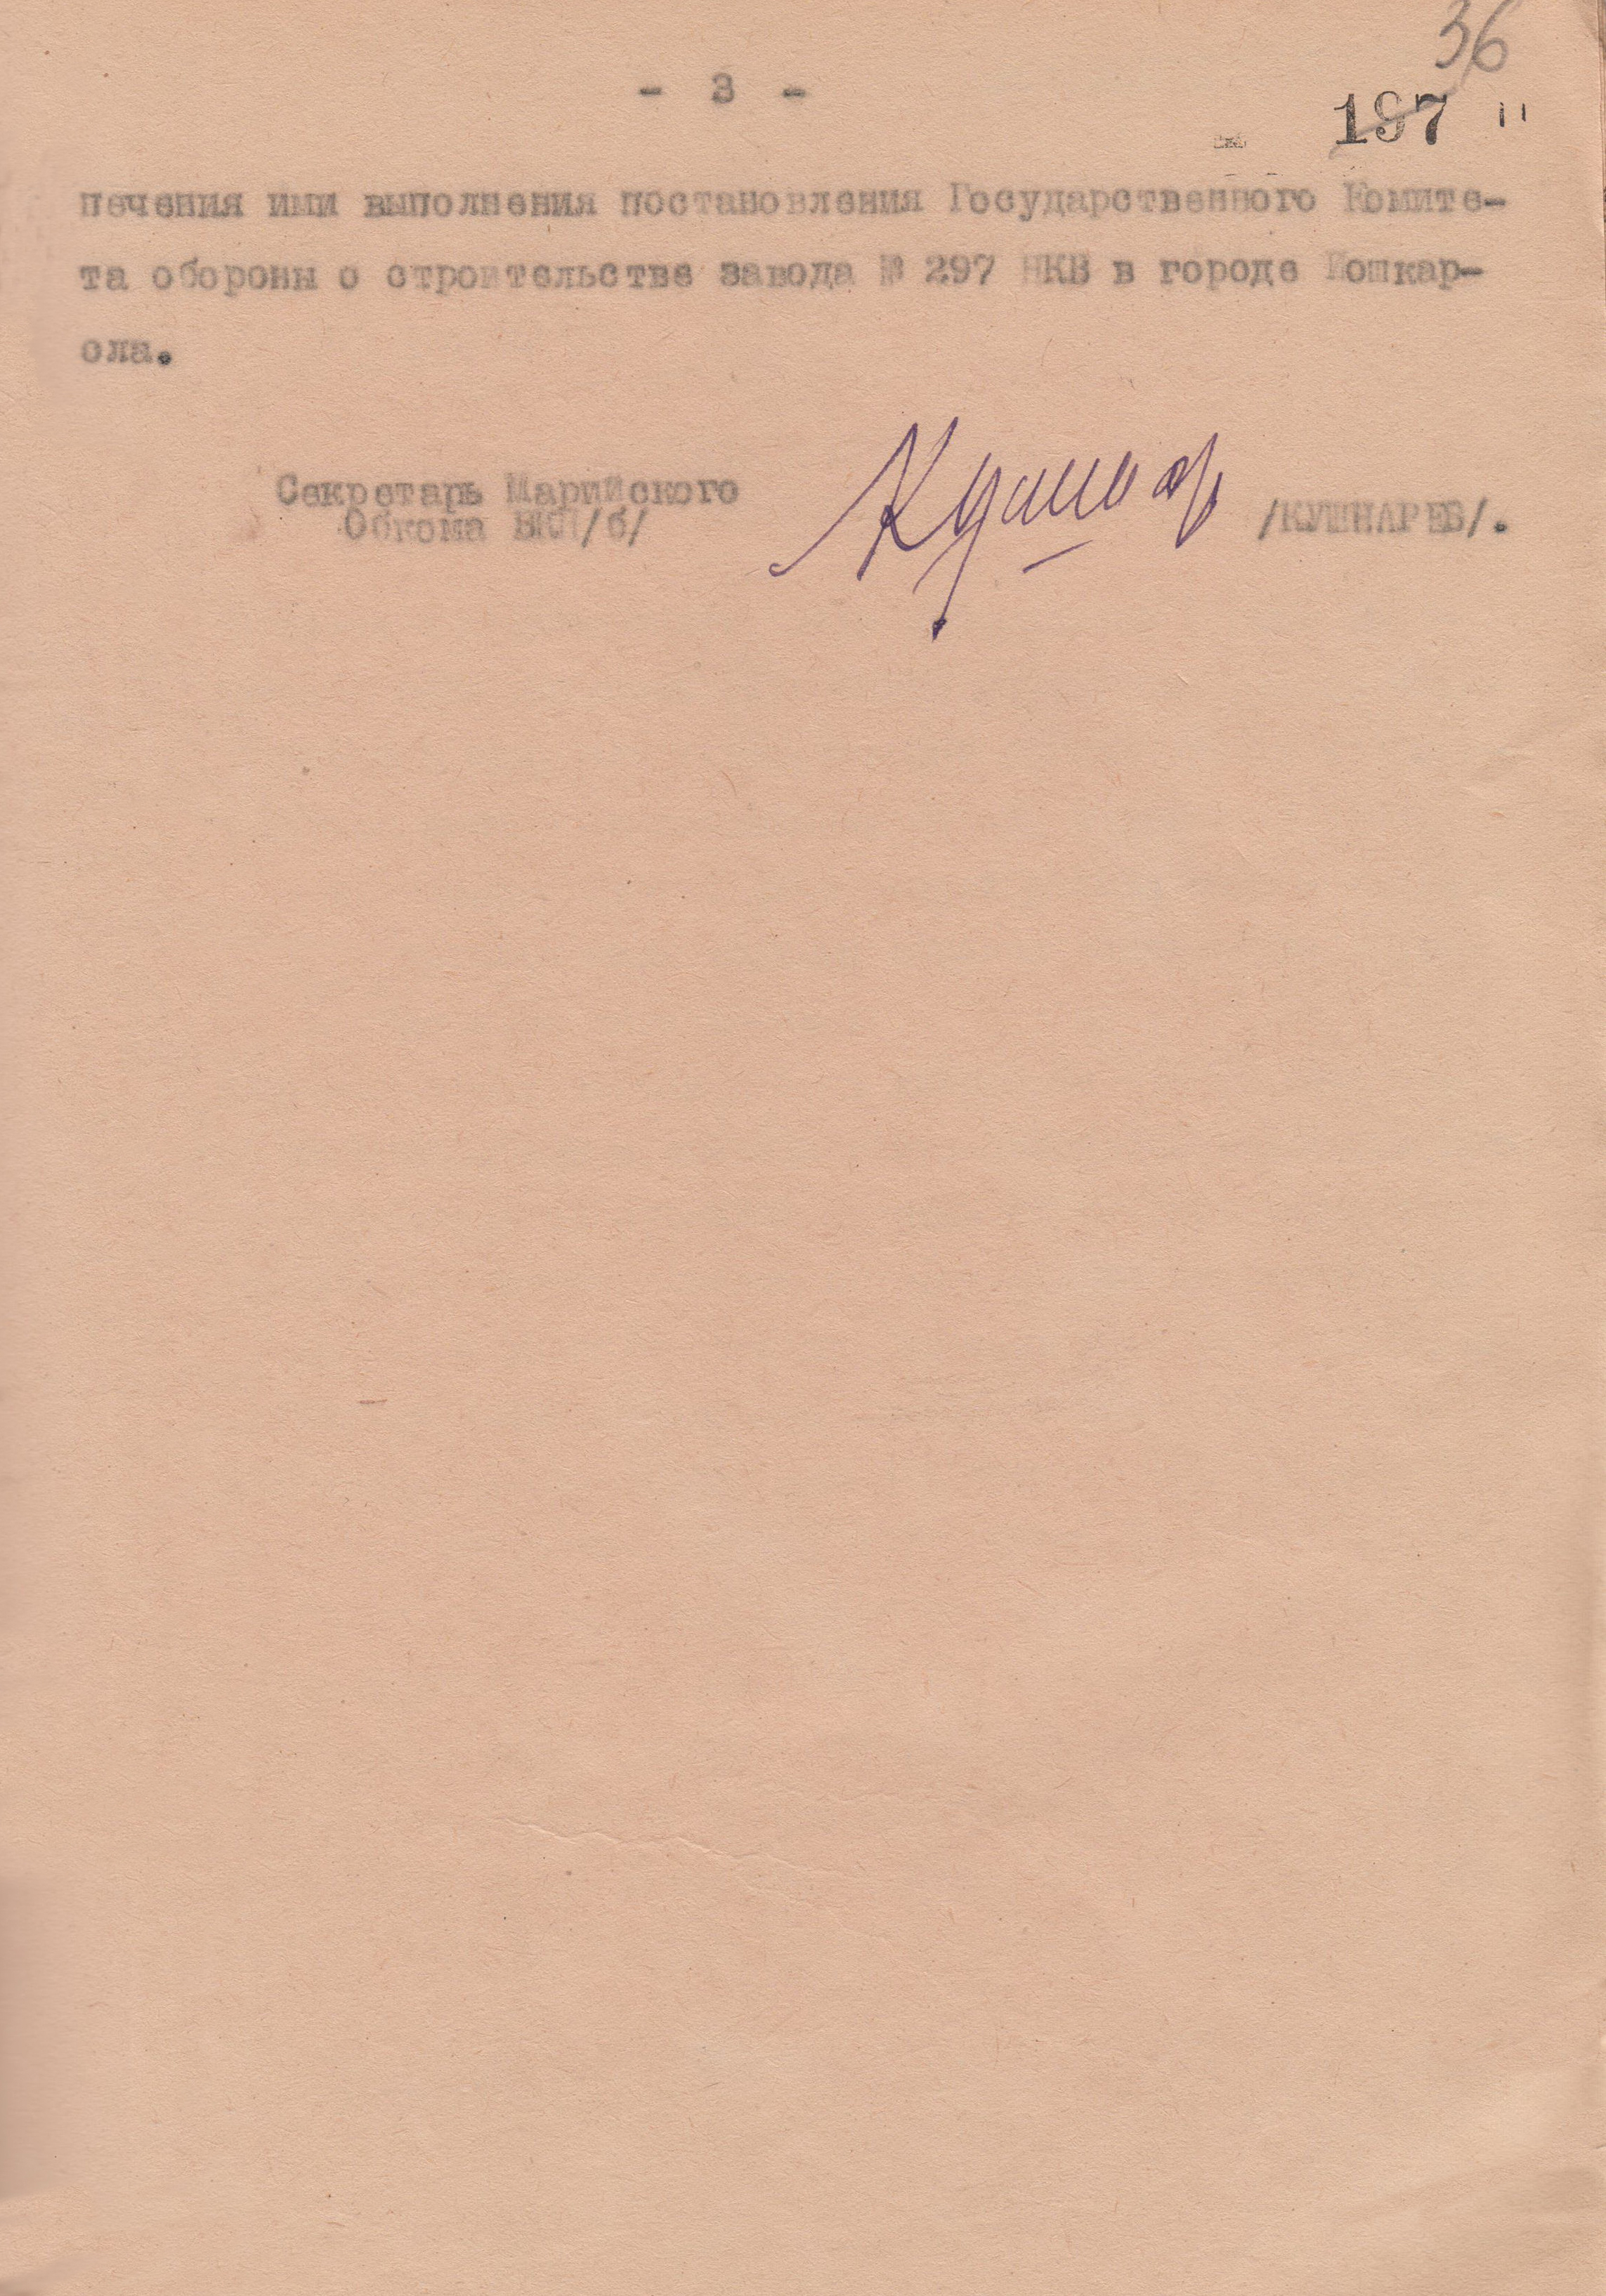 36
- 3 -
197
печения ими выполнения постановления Государственного Комите-
та обороны о строительстве завода № 297 НКВ в городе Йошкар-
ола.
Секретарь Марийского
Обкома ВКП/б/
/КУШНАРЕВ/.